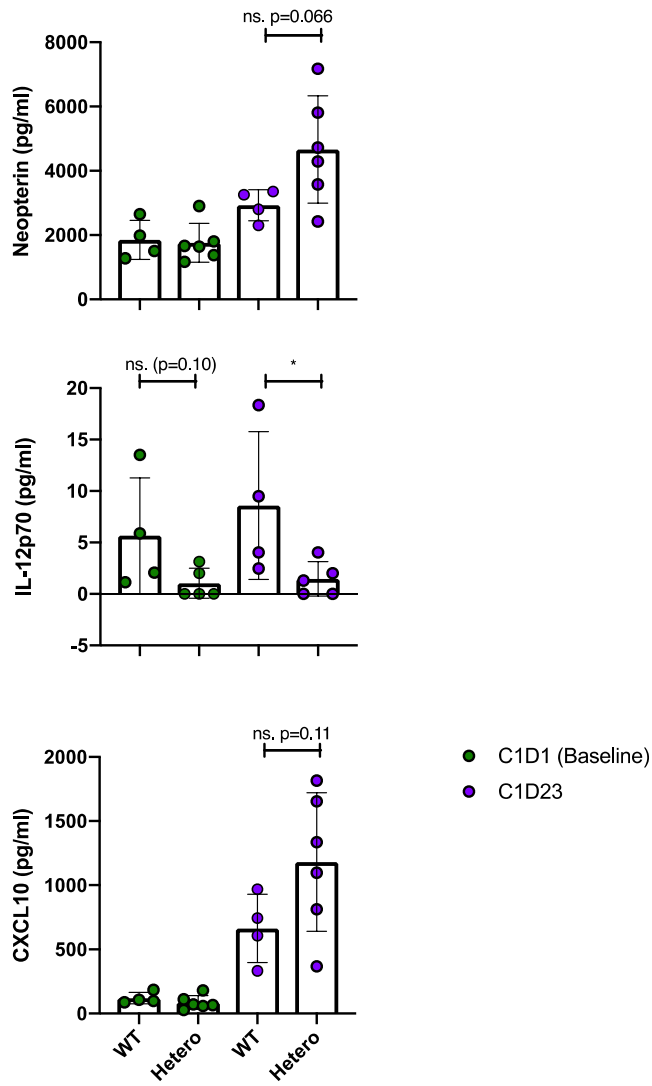 ns. p=0.066
8000
6000
4000
2000
0
Neopterin (pg/ml)
ns. (p=0.10)
*
20
15
10
5
0
-5
IL-12p70 (pg/ml)
ns. p=0.11
2000
1500
1000
500
0
CXCL10 (pg/ml)
WT
Hetero
WT
Hetero
C1D1 (Baseline)
C1D23